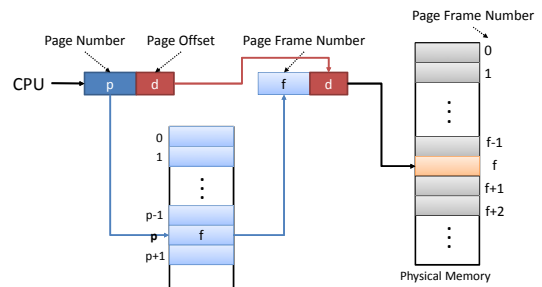 Page Frame Number
Page Number
Page Offset
Page Frame Number
CPU
p
d
f
d
0
1
⋮
f-1
f
f+1
f+2
⋮
0
1
⋮
p-1
p
f
p+1
⋮
Physical Memory